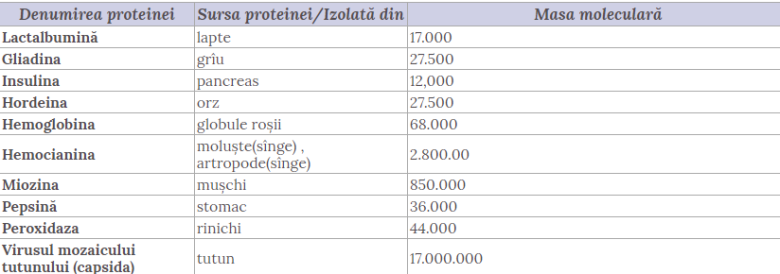 Denumirea proteinei Sursa proteinei/Izolată din Masa moleculară
Lactalbumină lapte 17.000
Gliadina grîu 27.500
Insulina pancreas 12,000
Hordeina orz 27.500
Hemoglobina globule roșii 68.000
Hemocianina moluște(sînge) , artropode(sînge) 2.800.00
Miozina mușchi 850.000
Pepsină stomac 36.000
Peroxidaza rinichi 44.000
Virusul mozaicului tutunului (capsida) tutun 17.000.000